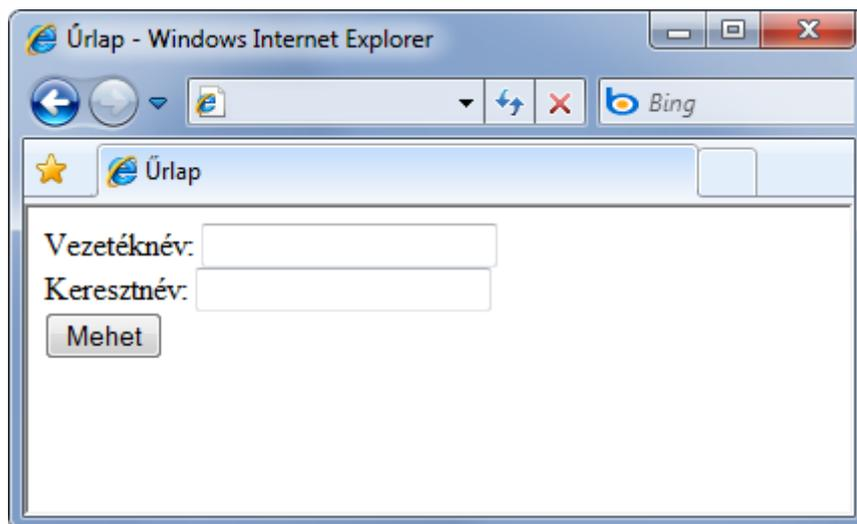 Űrlap - Windows Internet Explorer
Bing
Űrlap
Vezetéknév:
Keresztnév:
Mehet